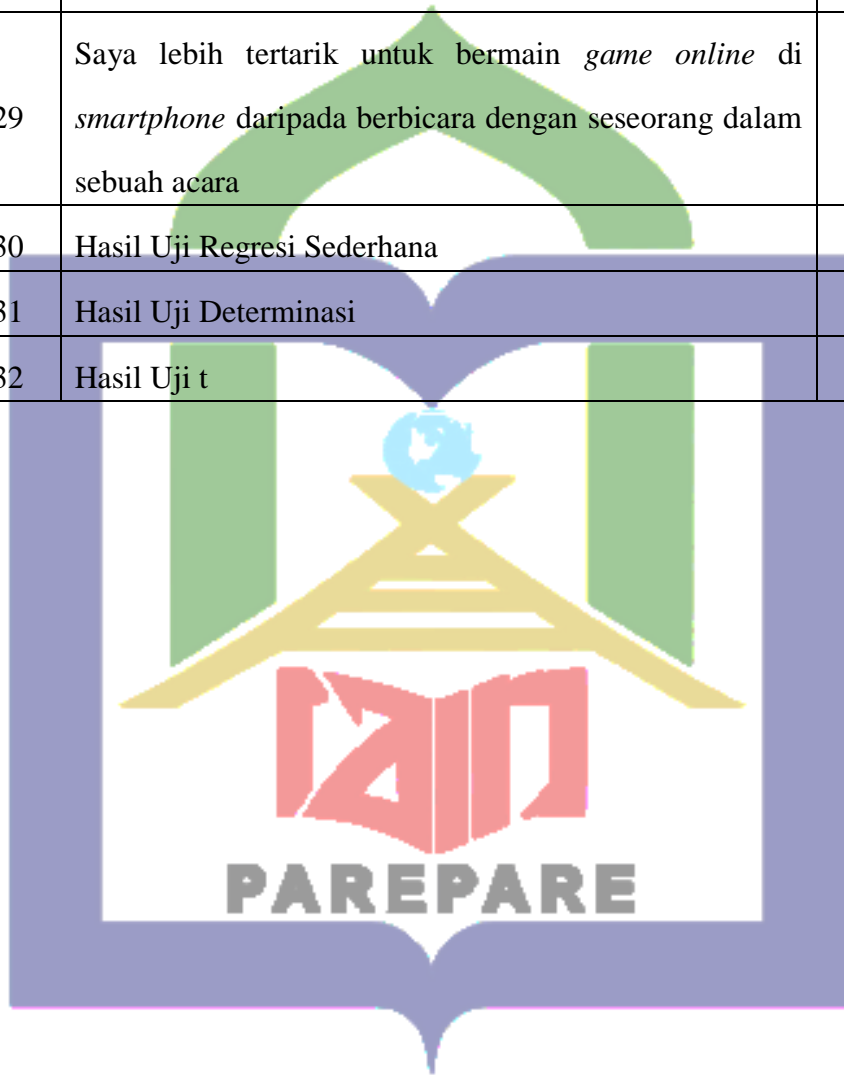 29 Saya lebih tertarik untuk bermain game online di
smartphone daripada berbicara dengan seseorang dalam
sebuah acara
30 Hasil Uji Regresi Sederhana
31 Hasil Uji Determinasi
32 Hasil Uji t
iain
PAREPARE